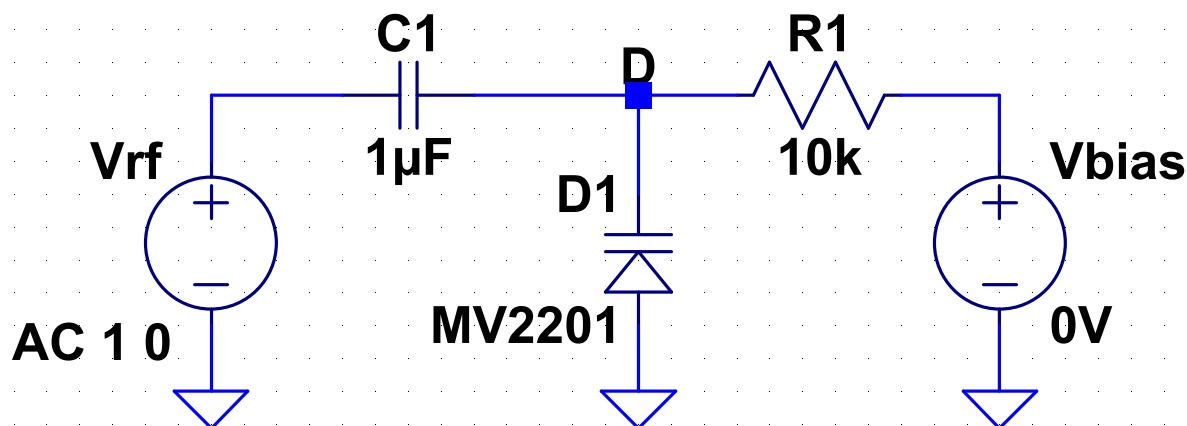 C1
D
R1
1µF
10k
Vrf
D1
Vbias
MV2201
AC 1 0
0V